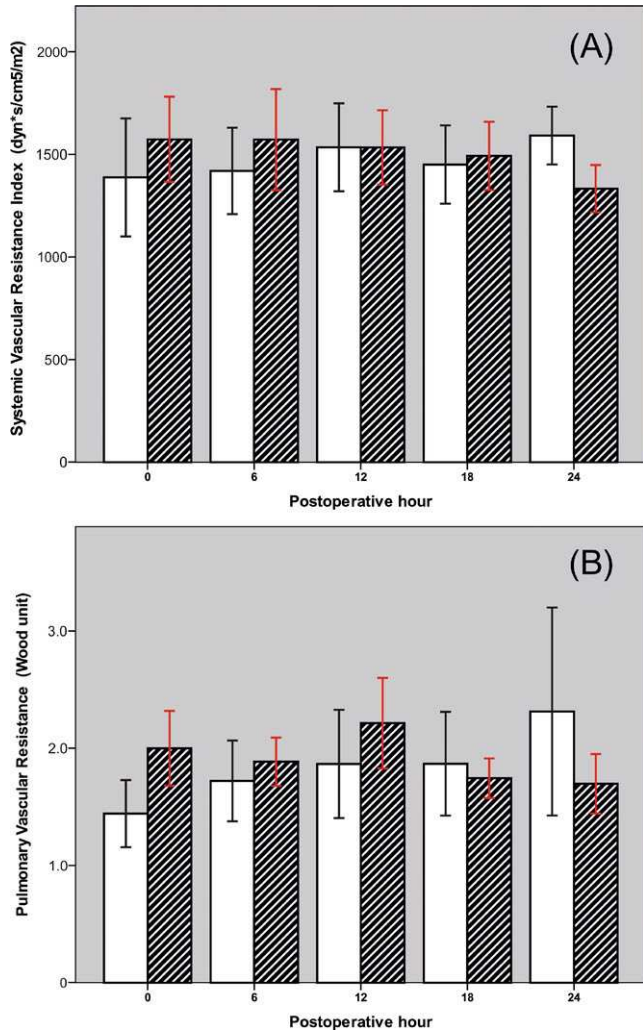 (A)
Systemic Vascular Resistance Index (dyn*s/cm5/m2)
2000
1500
1000
500
0
0 6 12 18 24
Postoperative hour
(B)
Pulmonary Vascular Resistance (Wood unit)
3.0
2.0
1.0
0
0 6 12 18 24
Postoperative hour